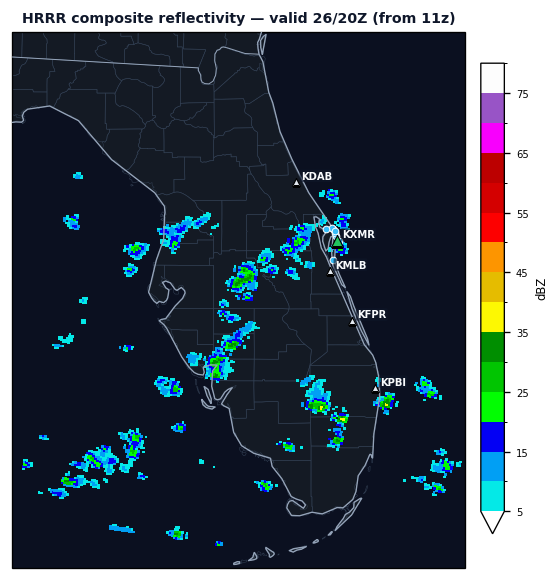 HRRR composite reflectivity — valid 26/20Z (from 11z)
KDAB
KXMR
KMLB
KFPR
KPBI
75
65
55
45
35
25
15
5
dBZ